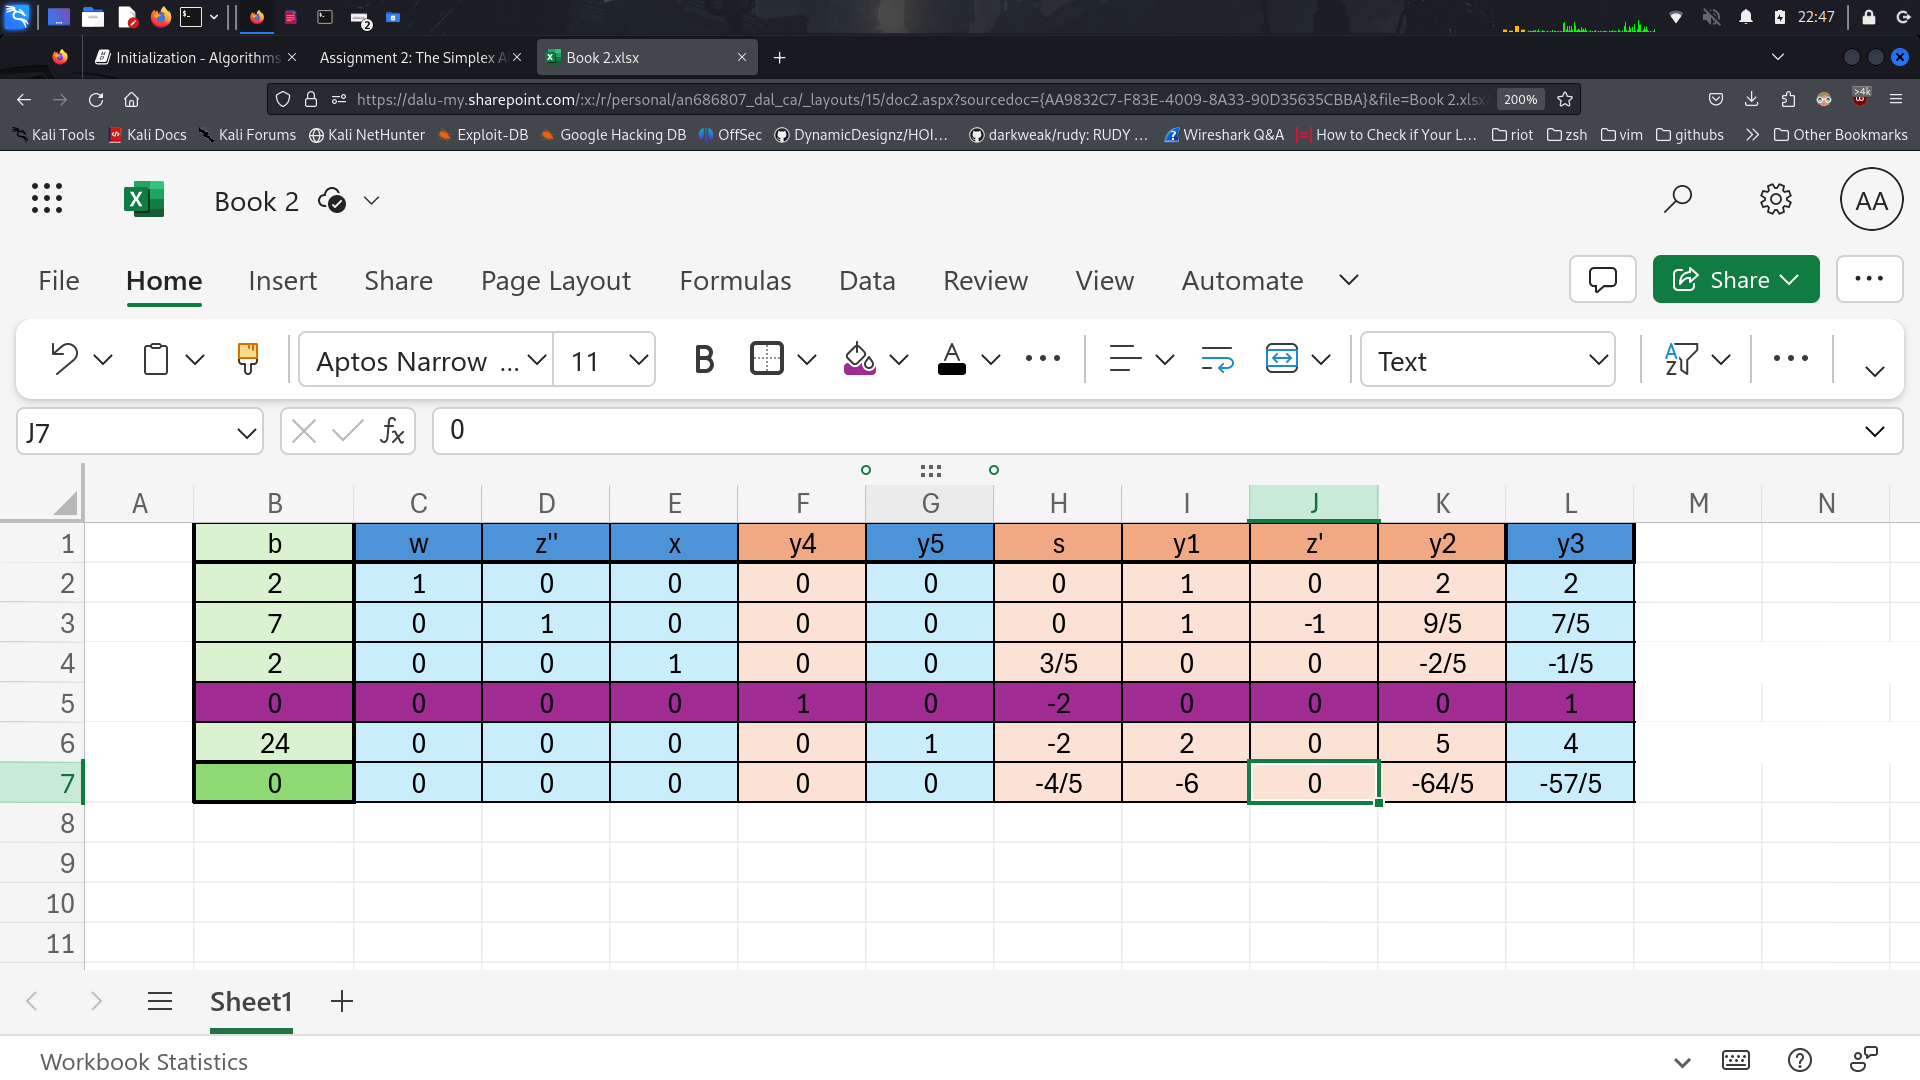 2
22:47
Initialization - Algorithms
Assignment 2: The Simplex A
Book 2.xlsx
https://dalu-my.sharepoint.com/:x:/r/personal/an686807_dal_ca/_layouts/15/doc2.aspx?sourcedoc={AA9832C7-F83E-4009-8A33-90D35635CBBA}&file=Book 2.xlsx
200%
>4k
Kali Tools Kali Docs Kali Forums Kali NetHunter Exploit-DB Google Hacking DB OffSec DynamicDesignz/HOI... darkweak/rudy: RUDY ... Wireshark Q&A How to Check if Your L... riot zsh vim githubs Other Bookmarks
Book 2
AA
File Home Insert Share Page Layout Formulas Data Review View Automate Share
Aptos Narrow ... 11 B A Text
J7 fx 0
A B C D E F G H I J K L M N
1 b w z" x y4 y5 s y1 z' y2 y3
2 2 1 0 0 0 0 0 1 0 2 2
3 7 0 1 0 0 0 0 1 -1 9/5 7/5
4 2 0 0 1 0 0 3/5 0 0 -2/5 -1/5
5 0 0 0 0 1 0 -2 0 0 0 1
6 24 0 0 0 0 1 -2 2 0 5 4
7 0 0 0 0 0 0 -4/5 -6 0 -64/5 -57/5
8
9
10
11
Sheet1
Workbook Statistics